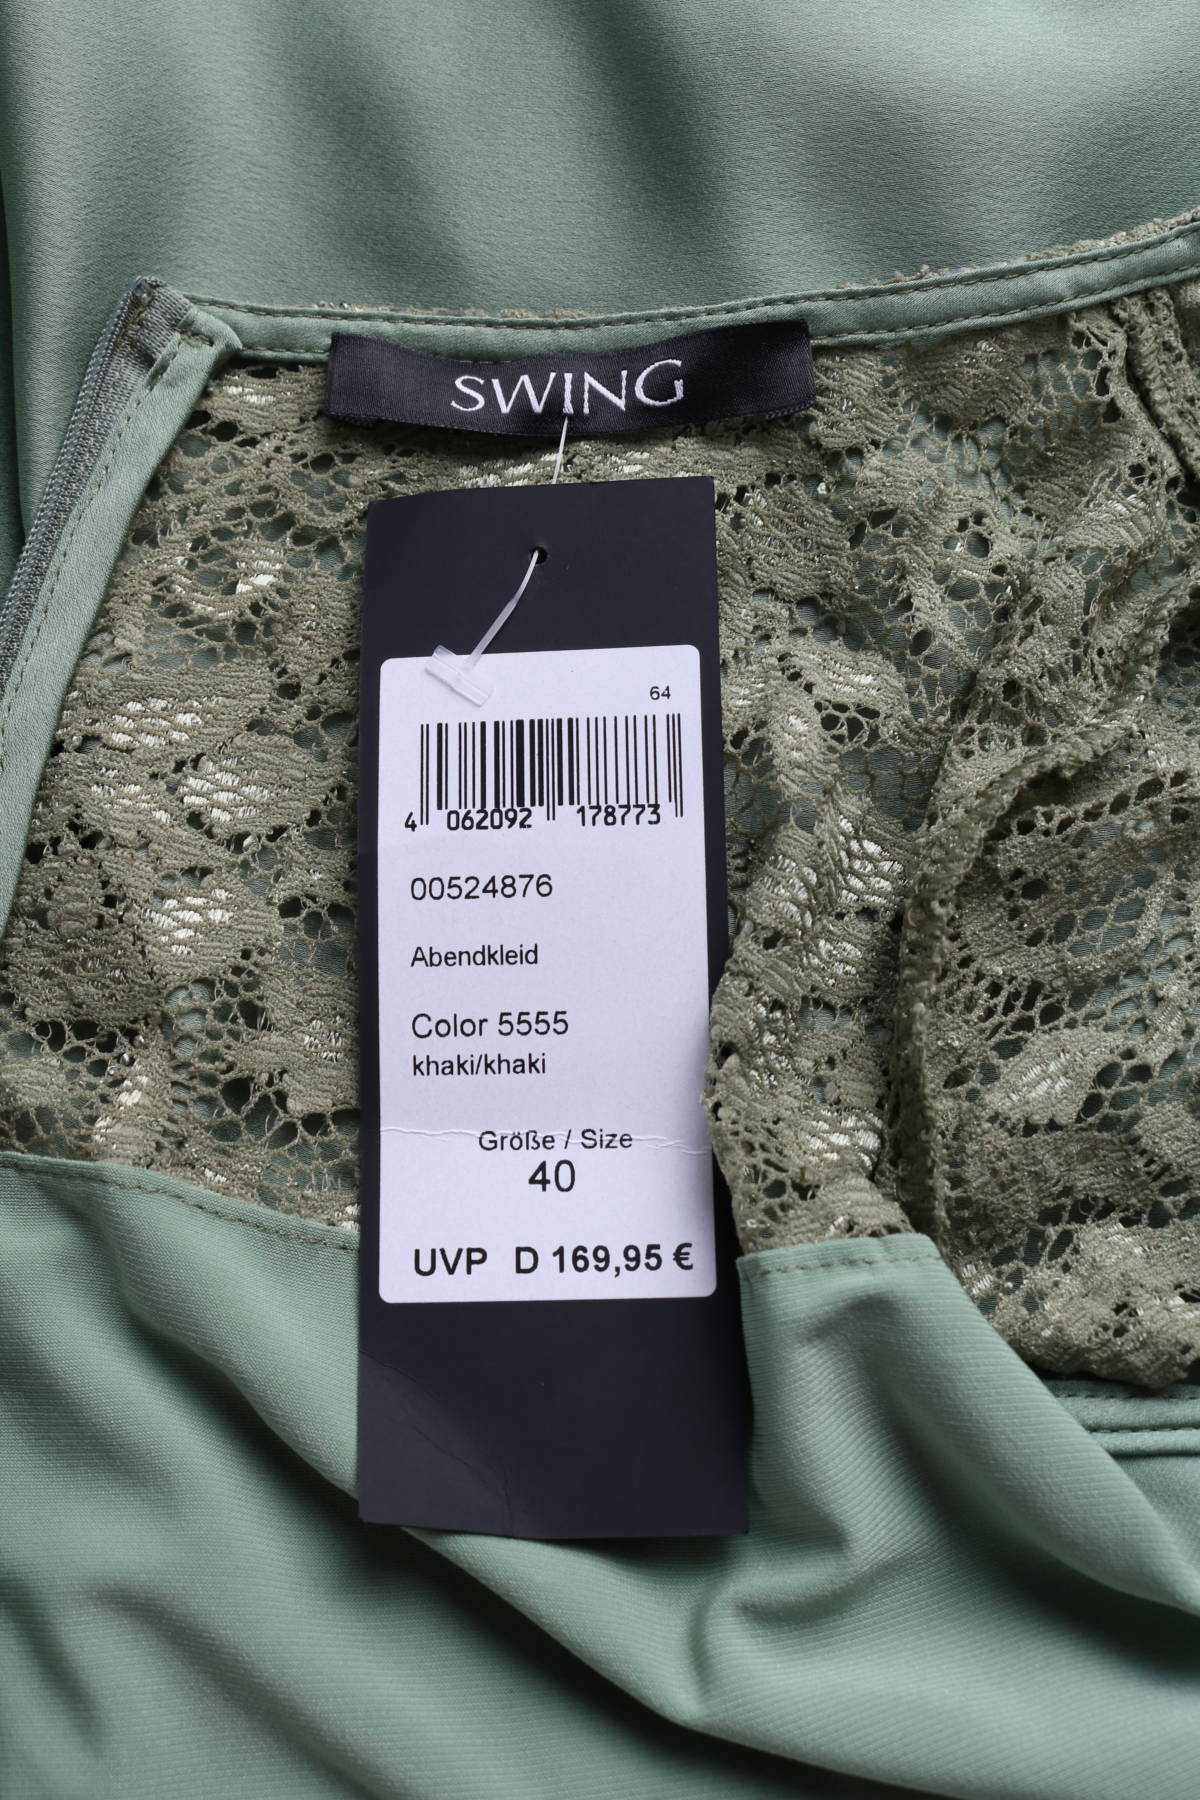 SWING
64
4 062092 178773
00524876
Abendkleid
Color 5555
khaki/khaki
Größe / Size
40
UVP D 169,95 €